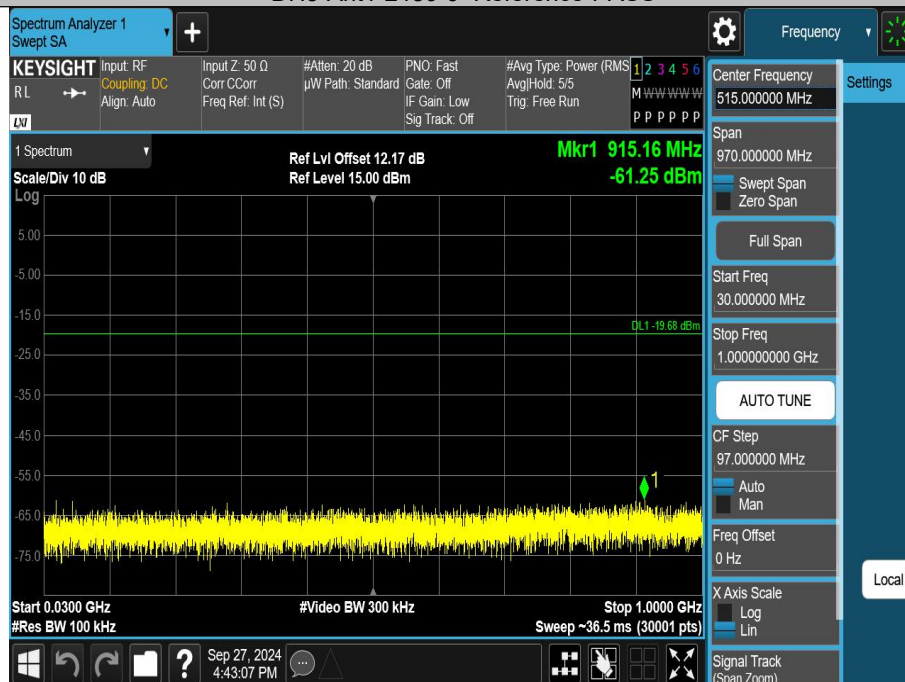 Spectrum Analyzer 1
Swept SA
+
Frequency
KEYSIGHT
RL
LXI
Input: RF
Coupling: DC
Align: Auto
Input Z: 50 Ω
Corr CCorr
Freq Ref: Int (S)
#Atten: 20 dB
µW Path: Standard
PNO: Fast
Gate: Off
IF Gain: Low
Sig Track: Off
#Avg Type: Power (RMS
Avg|Hold: 5/5
Trig: Free Run
1 2 3 4 5 6
M W W W W W
P P P P P P
Center Frequency
515.000000 MHz
Settings
1 Spectrum
Scale/Div 10 dB
Log
Ref Lvl Offset 12.17 dB
Ref Level 15.00 dBm
Mkr1 915.16 MHz
-61.25 dBm
Span
970.000000 MHz
Swept Span
Zero Span
Full Span
Start Freq
30.000000 MHz
Stop Freq
1.000000000 GHz
AUTO TUNE
CF Step
97.000000 MHz
Auto
Man
Freq Offset
0 Hz
X Axis Scale
Log
Lin
Signal Track
(Span Zoom)
Local
5.00
-5.00
-15.0
DL1 -19.68 dBm
-25.0
-35.0
-45.0
-55.0
1
-65.0
-75.0
Start 0.0300 GHz
#Res BW 100 kHz
#Video BW 300 kHz
Stop 1.0000 GHz
Sweep ~36.5 ms (30001 pts)
?
Sep 27, 2024
4:43:07 PM